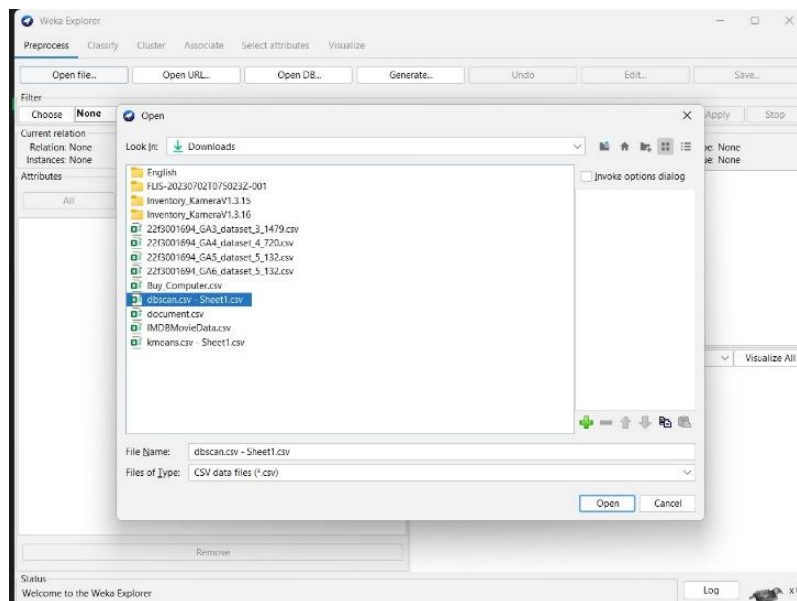 Weka Explorer
Preprocess Classify Cluster Associate Select attributes Visualize
Open file... Open URL... Open DB... Generate... Undo Edit... Save...
Filter
Choose None Apply Stop
Open
Current relation
Relation: None pe: None
Instances: None ue: None
Attributes
All
Look In: Downloads
Invoke options dialog
English
FLIS-20230702T075023Z-001
Inventory_KameraV1.3.15
Inventory_KameraV1.3.16
22f3001694_GA3_dataset_3_1479.csv
22f3001694_GA4_dataset_4_720.csv
22f3001694_GA5_dataset_5_132.csv
22f3001694_GA6_dataset_5_132.csv
Buy_Computer.csv
dbscan.csv - Sheet1.csv
document.csv
IMDBMovieData.csv
kmeans.csv - Sheet1.csv
Visualize All
File Name: dbscan.csv - Sheet1.csv
Files of Type: CSV data files (*.csv)
Open Cancel
Remove
Status
Welcome to the Weka Explorer
Log x